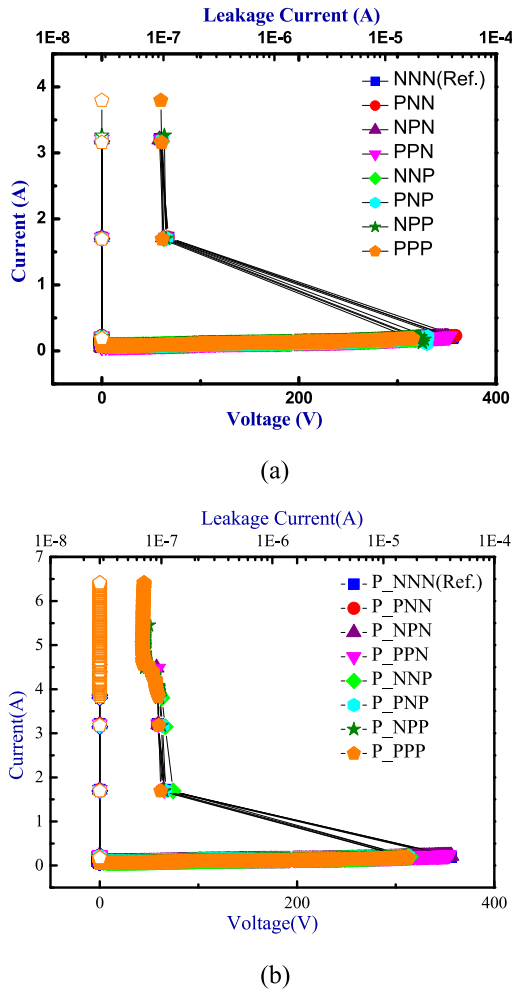 Leakage Current (A)
1E-8 1E-7 1E-6 1E-5 1E-4
4
3
2
1
0
Current (A)
NNN(Ref.)
PNN
NPN
PPN
NNP
PNP
NPP
PPP
0 200 400
Voltage (V)
(a)
Leakage Current(A)
1E-8 1E-7 1E-6 1E-5 1E-4
7
6
5
4
3
2
1
0
Current(A)
P_NNN(Ref.)
P_PNN
P_NPN
P_PPN
P_NNP
P_PNP
P_NPP
P_PPP
0 200 400
Voltage(V)
(b)